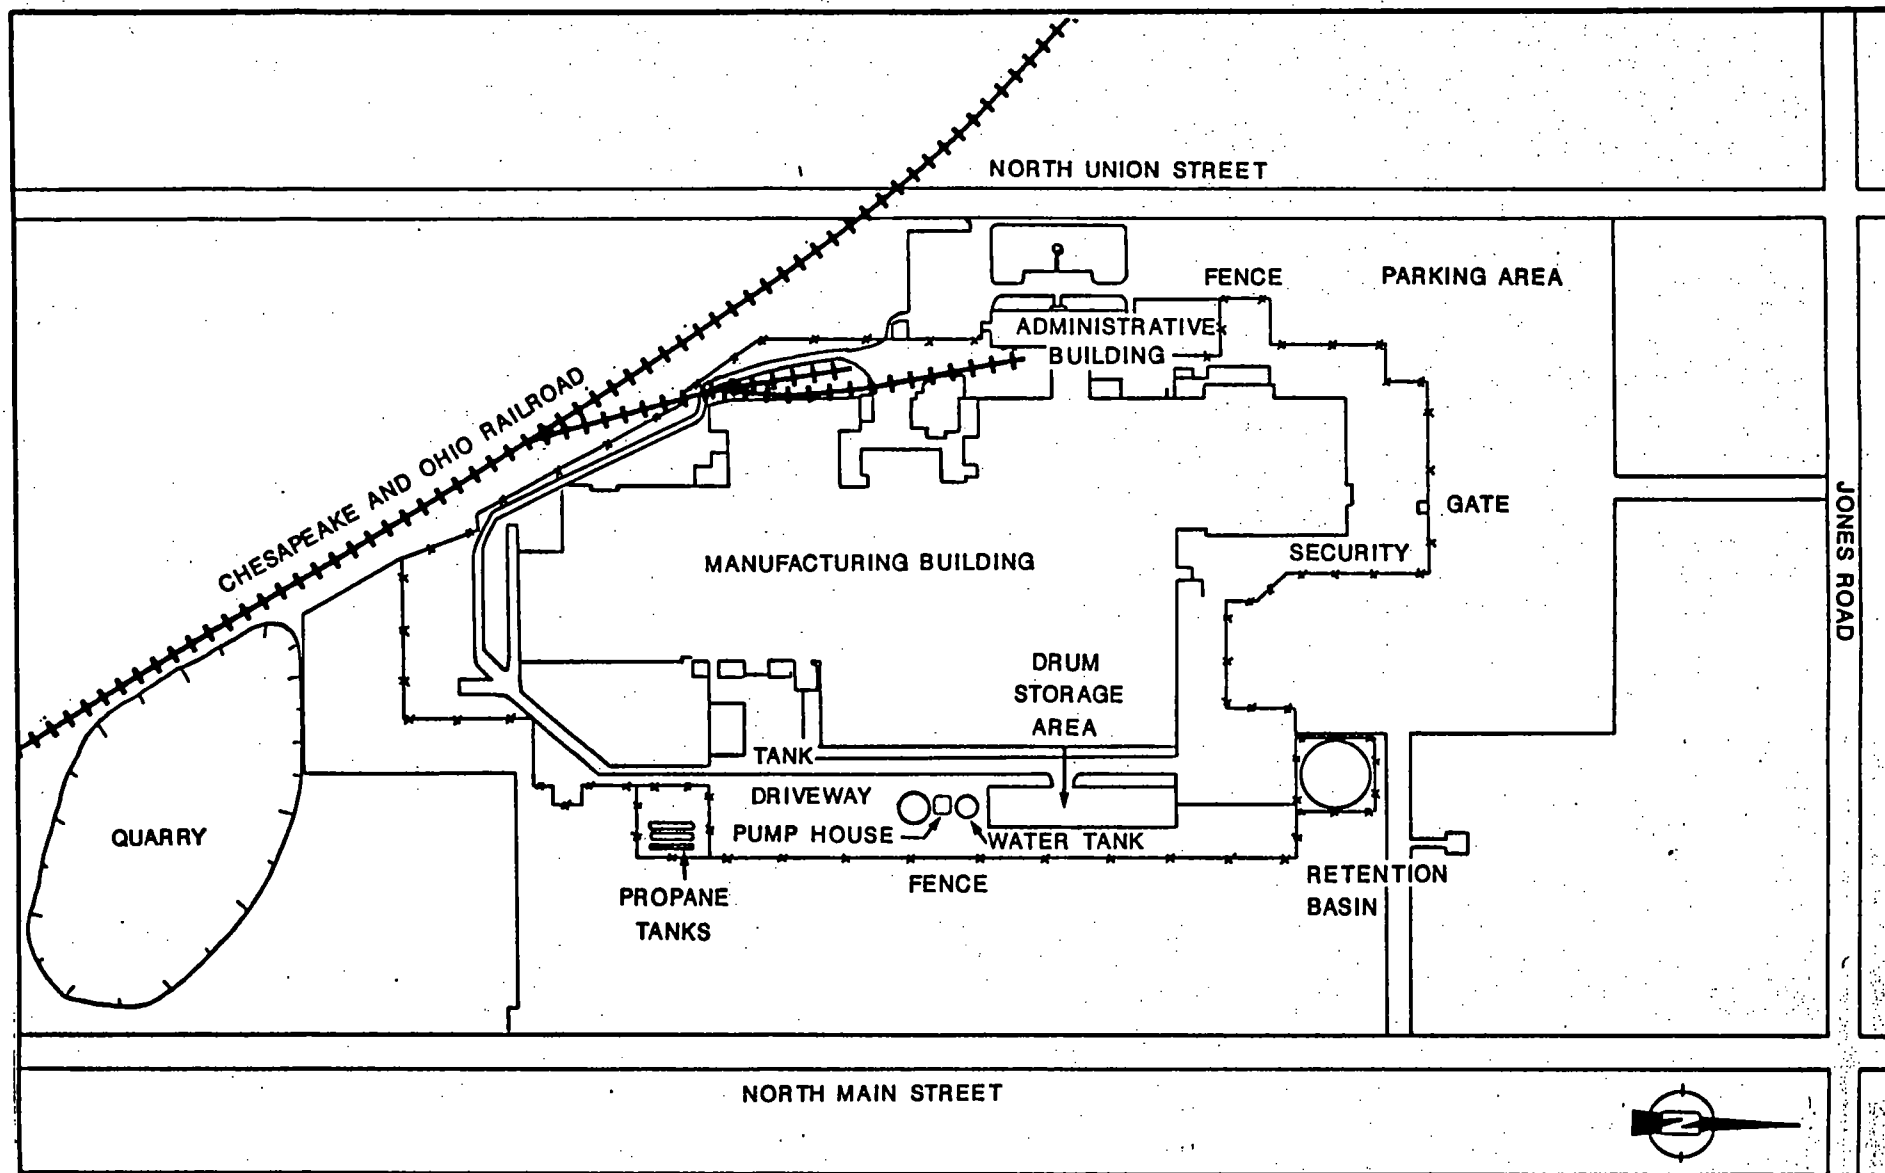 NORTH UNION STREET
FENCE
PARKING AREA
ADMINISTRATIVE
BUILDING
CHESAPEAKE AND OHIO RAILROAD
GATE
JONES ROAD
SECURITY
MANUFACTURING BUILDING
DRUM
STORAGE
AREA
TANK
DRIVEWAY
PUMP HOUSE
WATER TANK
QUARRY
PROPANE
TANKS
FENCE
RETENTION
BASIN
NORTH MAIN STREET
N